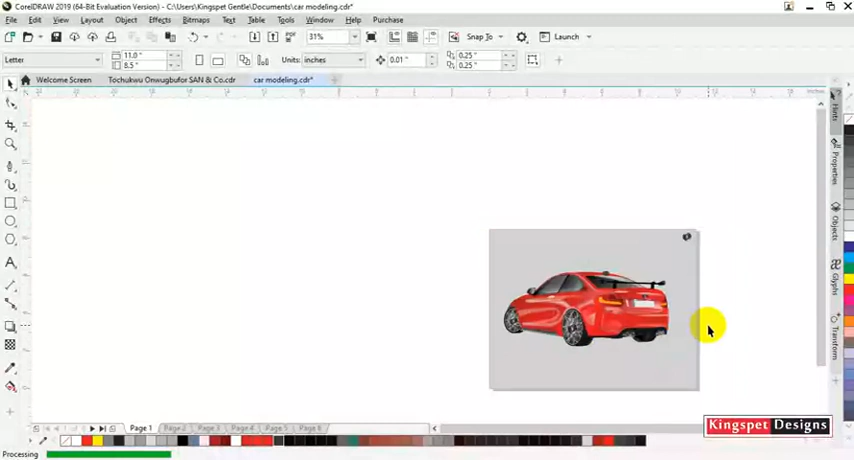 CorelDRAW 2019 (64-Bit Evaluation Version) - C:\Users\Kingspet Gentle\Documents\car modeling.cdr*
File Edit View Layout Object Effects Bitmaps Text Table Tools Window Help Purchase
31% Snap To Launch
Letter 11.0 " 8.5 " Units: inches 0.01 " 0.25 " 0.25 "
Welcome Screen Tochukwu Onwugbufor SAN & Co.cdr car modeling.cdr*
inches
Hints
Properties
Objects
Glyphs
Transform
Page 1 Page 2 Page 3 Page 4 Page 5 Page 6
Kingspet Designs
Processing